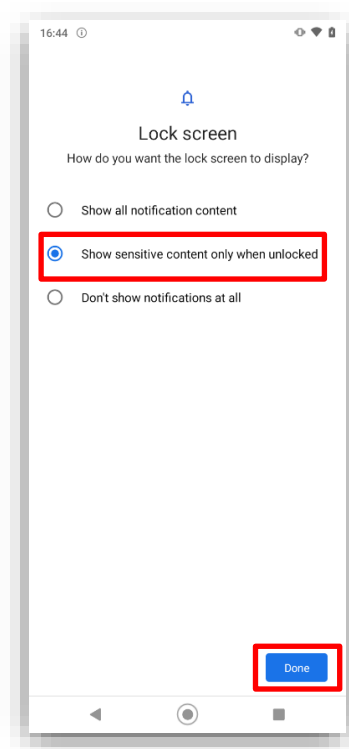 16:44
Lock screen
How do you want the lock screen to display?
Show all notification content
Show sensitive content only when unlocked
Don't show notifications at all
Done